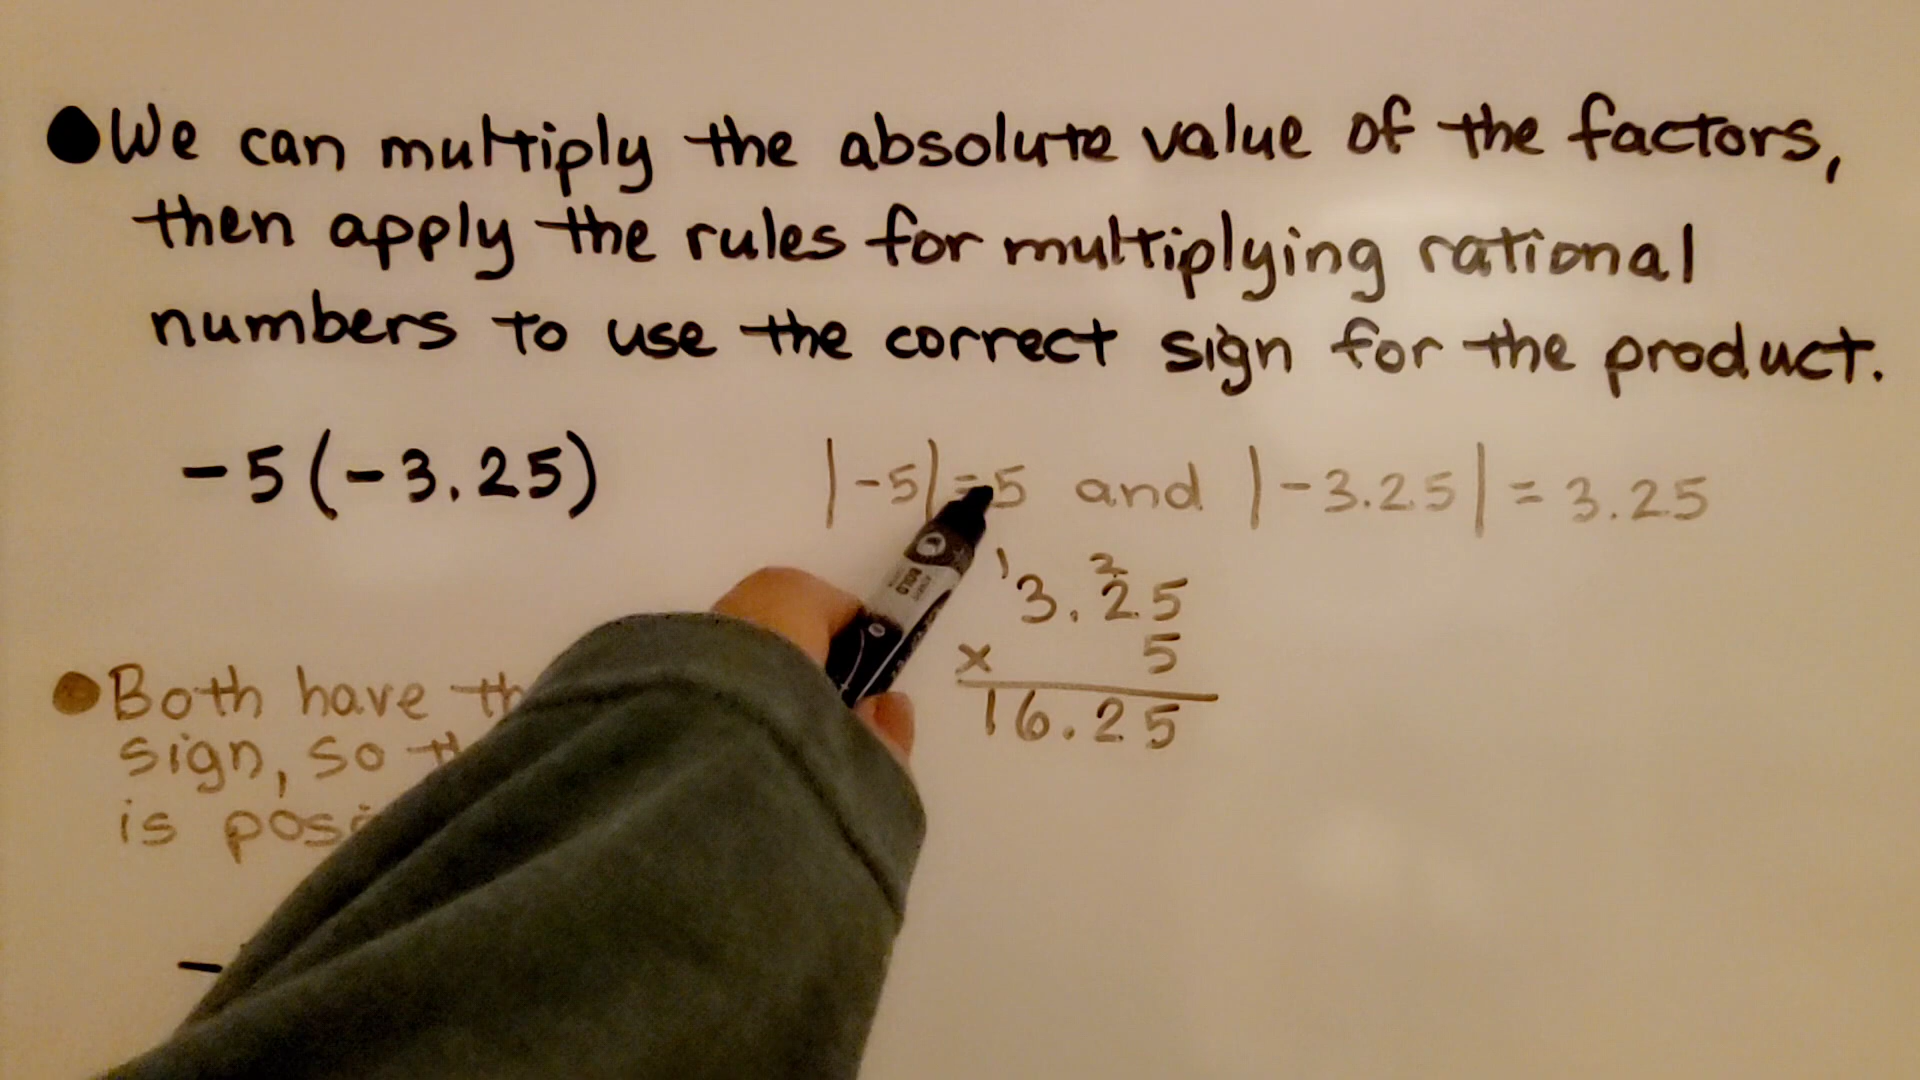 ●We can multiply the absolute value of the factors,
then apply the rules for multiplying rational
numbers to use the correct sign for the product.
-5(-3.25)
|-5|=5 and |-3.25| = 3.25
1 2
3.25
x 5
16.25
●Both have
sign, so
is
-